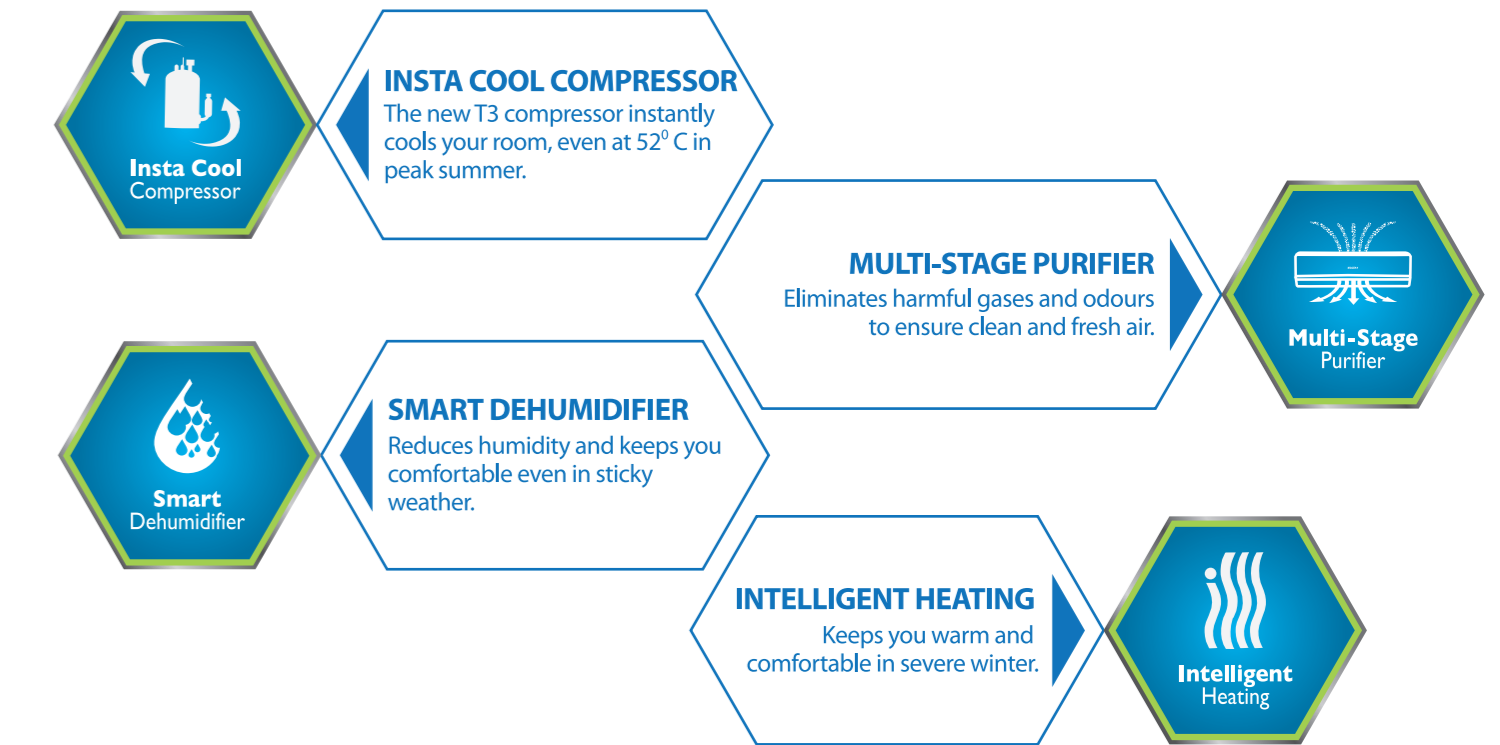 Insta Cool
Compressor
INSTA COOL COMPRESSOR
The new T3 compressor instantly
cools your room, even at 52⁰ C in
peak summer.
MULTI-STAGE PURIFIER
Eliminates harmful gases and odours
to ensure clean and fresh air.
Multi-Stage
Purifier
Smart
Dehumidifier
SMART DEHUMIDIFIER
Reduces humidity and keeps you
comfortable even in sticky
weather.
INTELLIGENT HEATING
Keeps you warm and
comfortable in severe winter.
Intelligent
Heating